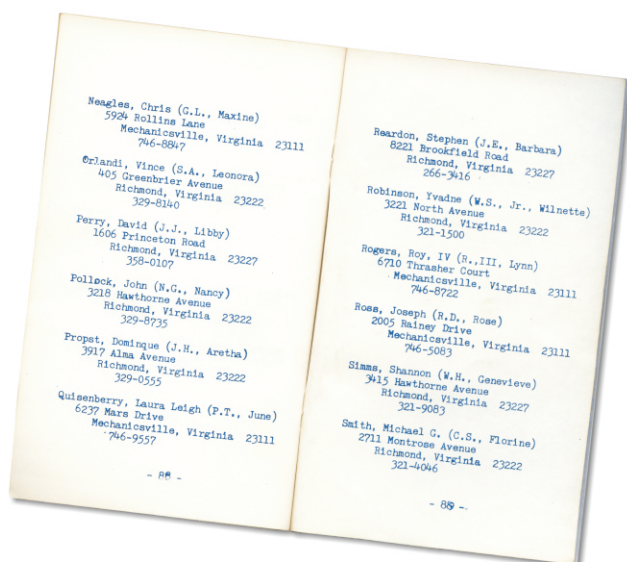 Neagles, Chris (G.L., Maxine)
5924 Rollins Lane
Mechanicsville, Virginia 23111
746-8847
Orlandi, Vince (S.A., Leonora)
405 Greenbrier Avenue
Richmond, Virginia 23222
329-8140
Perry, David (J.J., Libby)
1606 Princeton Road
Richmond, Virginia 23227
358-0107
Pollock, John (N.G., Nancy)
3218 Hawthorne Avenue
Richmond, Virginia 23222
329-8735
Propst, Dominque (J.H., Aretha)
3917 Alma Avenue
Richmond, Virginia 23222
329-0555
Quisenberry, Laura Leigh (P.T., June)
6237 Mars Drive
Mechanicsville, Virginia 23111
746-9557
- 88 -
Reardon, Stephen (J.E., Barbara)
8221 Brookfield Road
Richmond, Virginia 23227
266-3416
Robinson, Yvadne (W.S., Jr., Wilnette)
3221 North Avenue
Richmond, Virginia 23222
321-1500
Rogers, Roy, IV (R.,III, Lynn)
6710 Thrasher Court
Mechanicsville, Virginia 23111
746-8722
Ross, Joseph (R.D., Rose)
2005 Rainey Drive
Mechanicsville, Virginia 23111
746-5083
Simms, Shannon (W.H., Genevieve)
3415 Hawthorne Avenue
Richmond, Virginia 23227
321-9083
Smith, Michael G. (C.S., Florine)
2711 Montrose Avenue
Richmond, Virginia 23222
321-4046
- 89 -